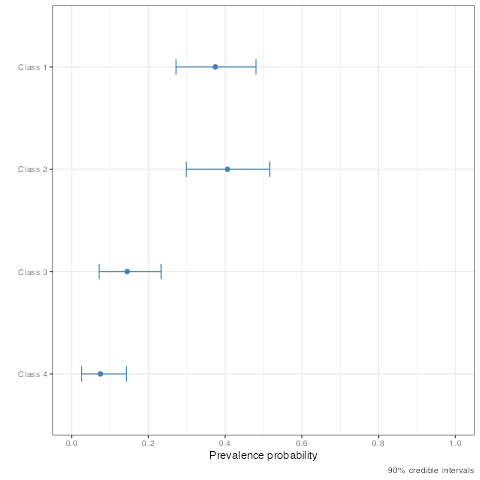 Class 1
Class 2
Class 3
Class 4
0.0 0.2 0.4 0.6 0.8 1.0
Prevalence probability
90% credible intervals